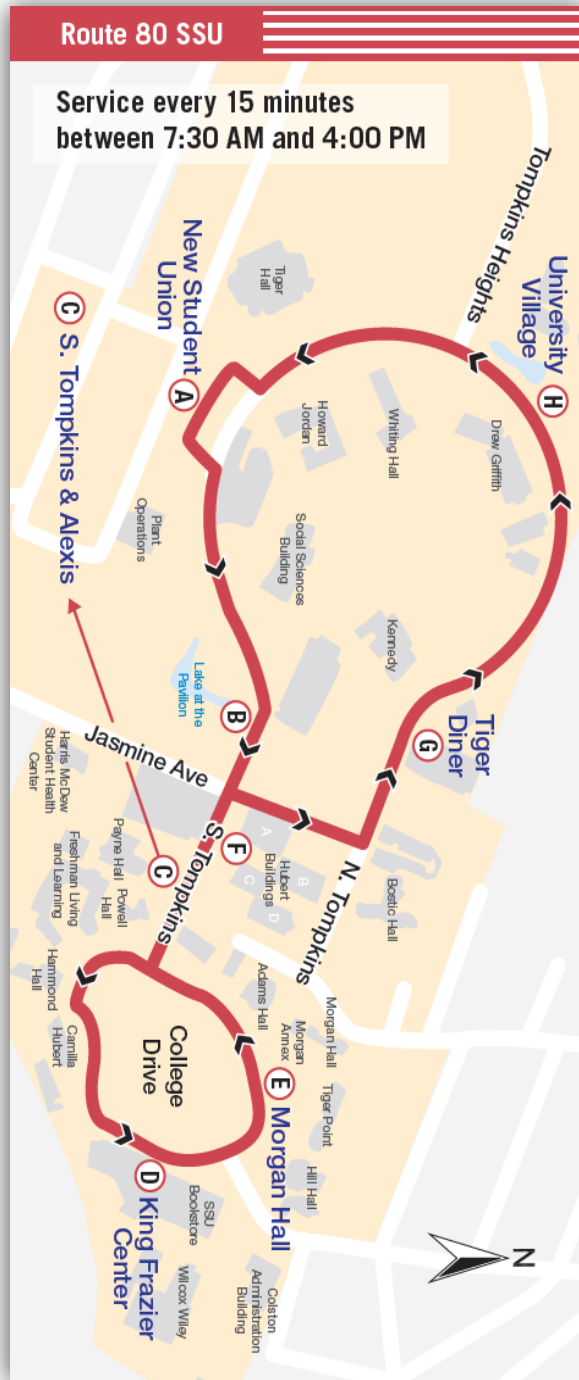 Route 80 SSU
Service every 15 minutes
between 7:30 AM and 4:00 PM
Tompkins Heights
University
Village
H
New Student
Union
A
Tiger
Hall
C S. Tompkins & Alexis
Howard
Jordan
Whiting Hall
Drew Griffith
Plant
Operations
Social Sciences
Building
Kennedy
Lake at the
Pavilion
B
Tiger
Diner
G
Jasmine Ave
Harris McDew
Student Health
Center
Payne Hall
Powell
Hall
Freshman Living
and Learning
C
S. Tompkins
F
A
B
Hubert
Buildings
C
D
N. Tompkins
Bostic Hall
Hammond
Hall
Camilla
Hubert
College
Drive
Adams Hall
Morgan Hall
Morgan
Annex
Tiger Point
Hill Hall
E Morgan Hall
D King Frazier
Center
SSU
Bookstore
Wilcox Wiley
Colston
Administration
Building
N